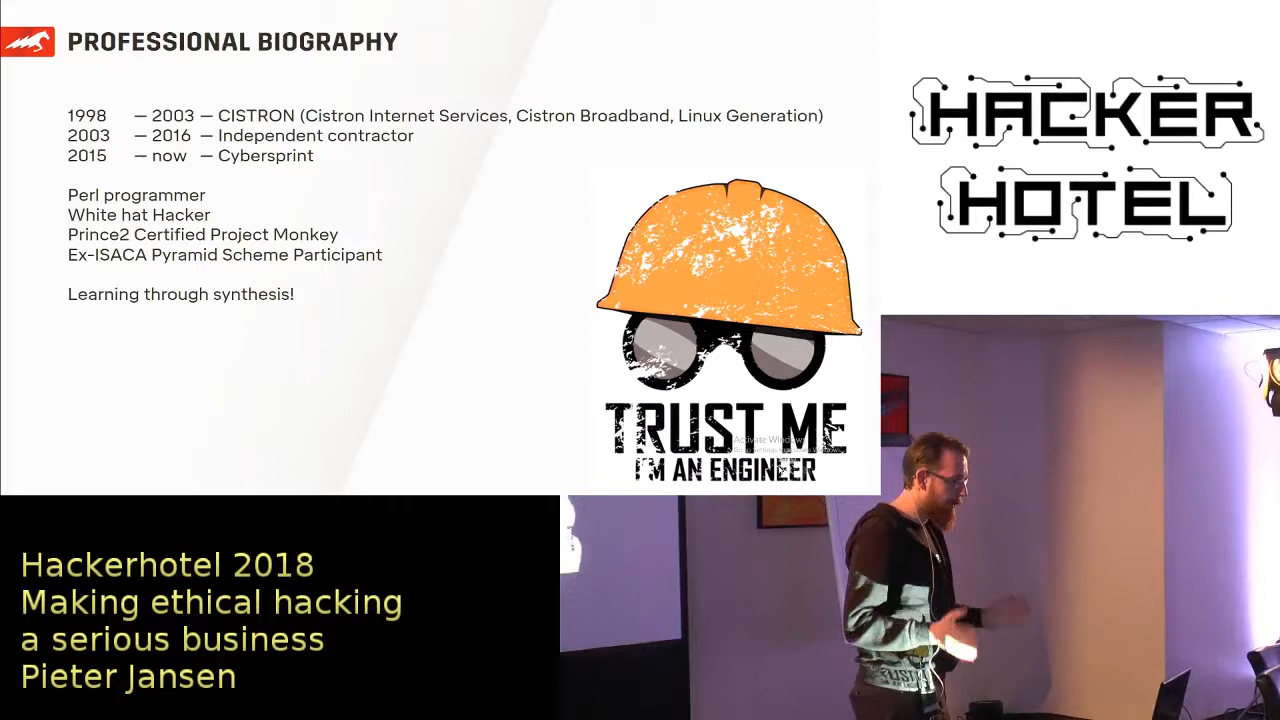 PROFESSIONAL BIOGRAPHY
1998 — 2003 — CISTRON (Cistron Internet Services, Cistron Broadband, Linux Generation)
2003 — 2016 — Independent contractor
2015 — now — Cybersprint
Perl programmer
White hat Hacker
Prince2 Certified Project Monkey
Ex-ISACA Pyramid Scheme Participant
Learning through synthesis!
TRUST ME
I'M AN ENGINEER
Activate Windows
HACKER
HOTEL
Hackerhotel 2018
Making ethical hacking
a serious business
Pieter Jansen